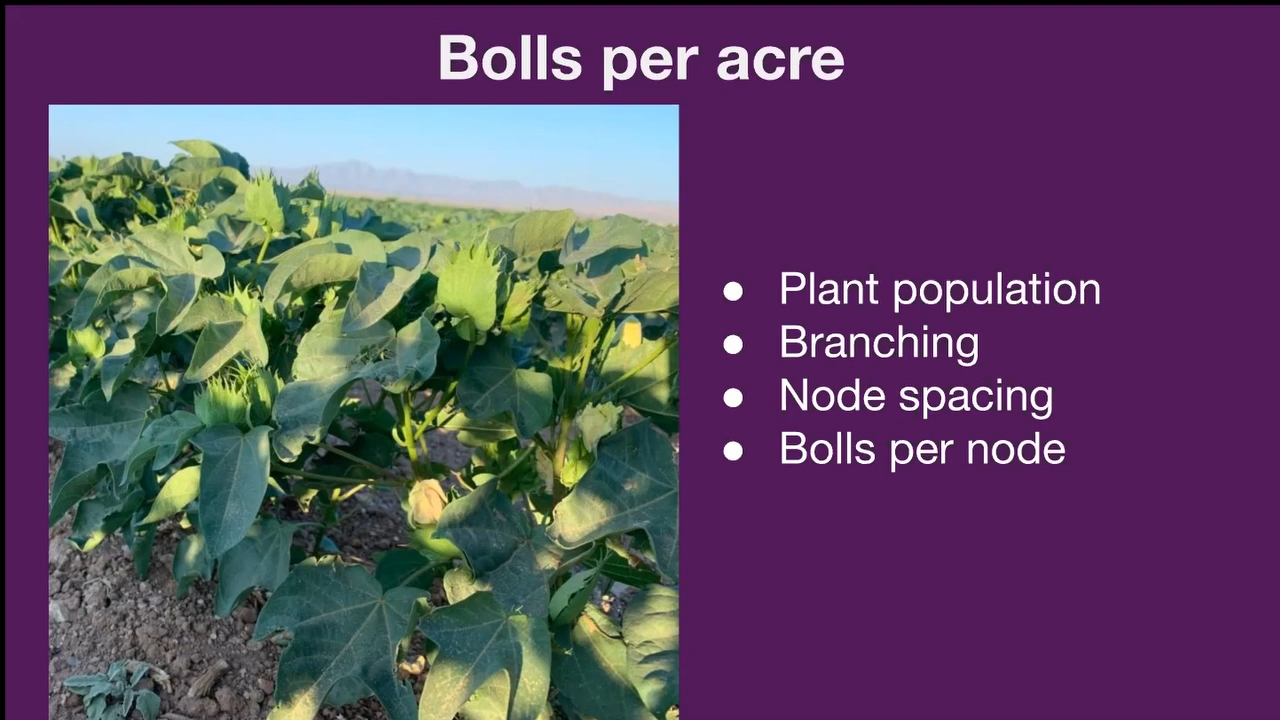 Bolls per acre
● Plant population
● Branching
● Node spacing
● Bolls per node